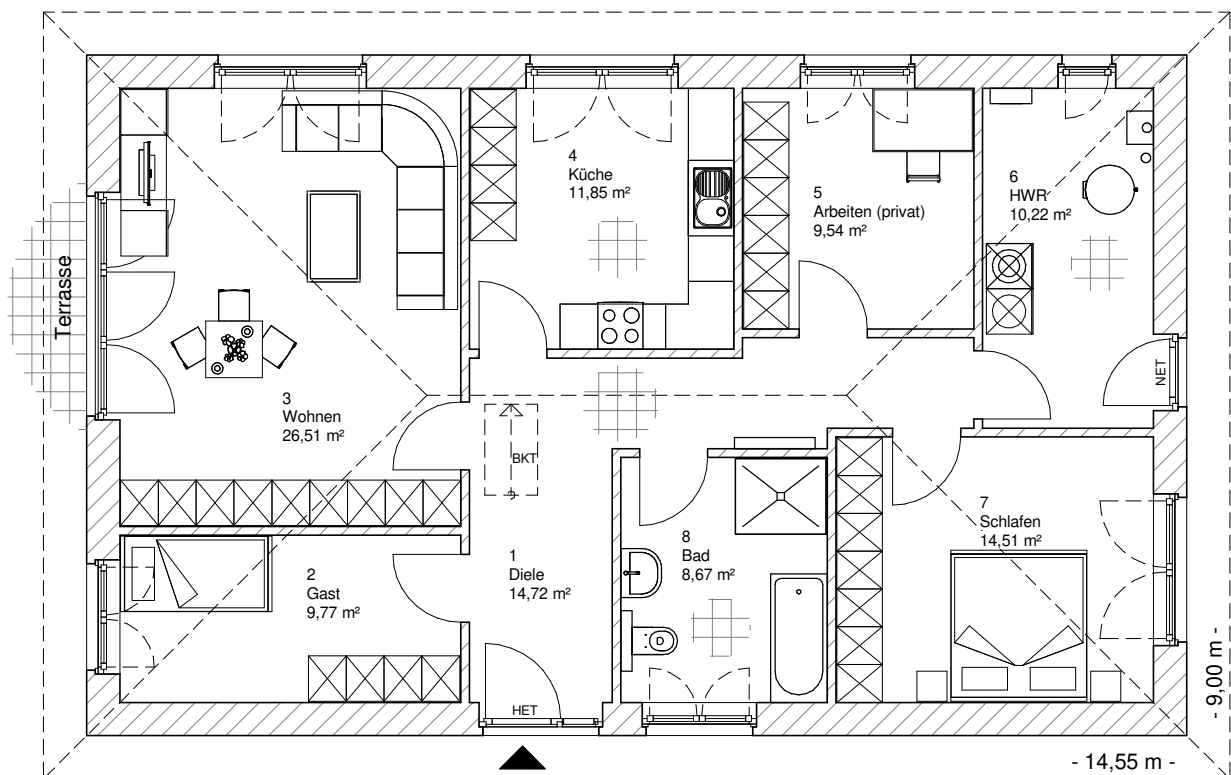 4
Küche
11,85 m²
5
Arbeiten (privat)
9,54 m²
6
HWR
10,22 m²
Terrasse
3
Wohnen
26,51 m²
NET
BKT
7
Schlafen
14,51 m²
8
Bad
8,67 m²
1
Diele
14,72 m²
2
Gast
9,77 m²
HET
- 9,00 m -
- 14,55 m -